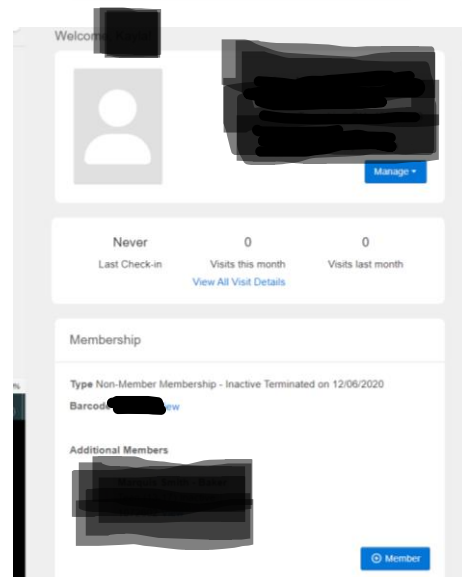 Welcome
Manage
Never 0 0
Last Check-in Visits this month Visits last month
View All Visit Details
Membership
Type Non-Member Membership - Inactive Terminated on 12/06/2020
Barcode
Additional Members
Member